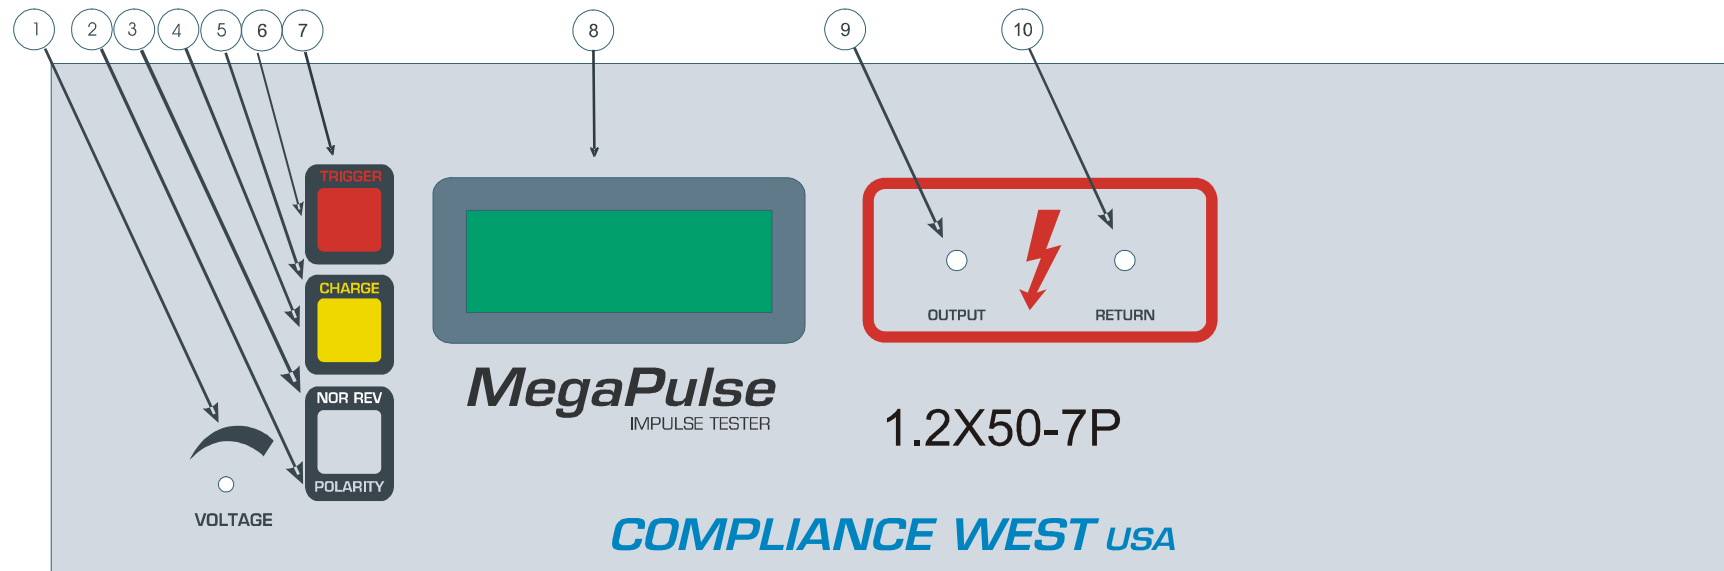 1 2 3 4 5 6 7 8 9 10
TRIGGER
CHARGE
NOR REV
POLARITY
VOLTAGE
MegaPulse
IMPULSE TESTER
OUTPUT RETURN
1.2X50-7P
COMPLIANCE WEST USA